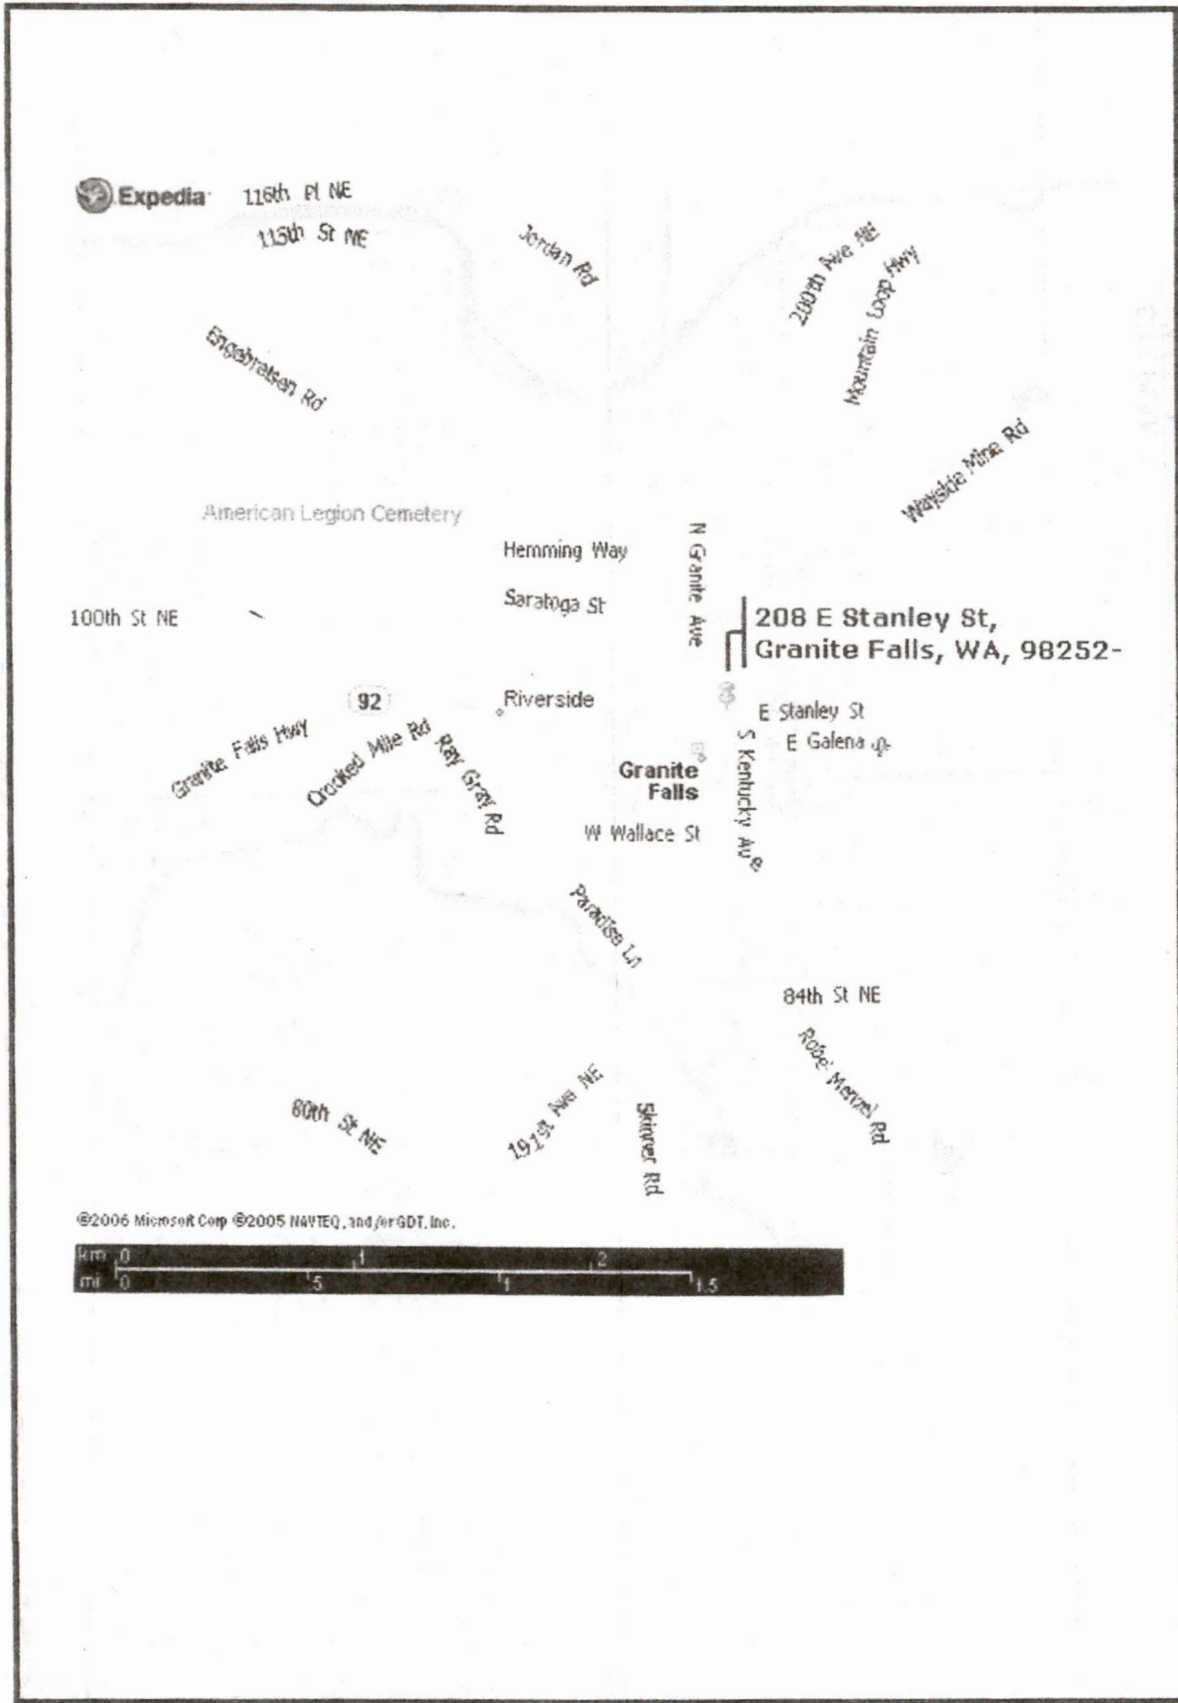 Expedia
116th Pl NE
115th St NE
Jordan Rd
200th Ave NE
Mountain Loop Hwy
Engebretsen Rd
Wayside Mine Rd
American Legion Cemetery
Hemming Way
N Granite Ave
Saratoga St
100th St NE
208 E Stanley St,
Granite Falls, WA, 98252-
92
Riverside
E Stanley St
E Galena
Granite Falls Hwy
Crooked Mile Rd
Ray Gray Rd
S Kentucky Ave
Granite
Falls
W Wallace St
Paradise Ln
84th St NE
Menzel Rd
80th St NE
191st Ave NE
Skinner Rd
©2006 Microsoft Corp ©2005 NAVTEQ, and/or GDT, Inc.
km 0 1 2
mi 0 .5 1 1.5